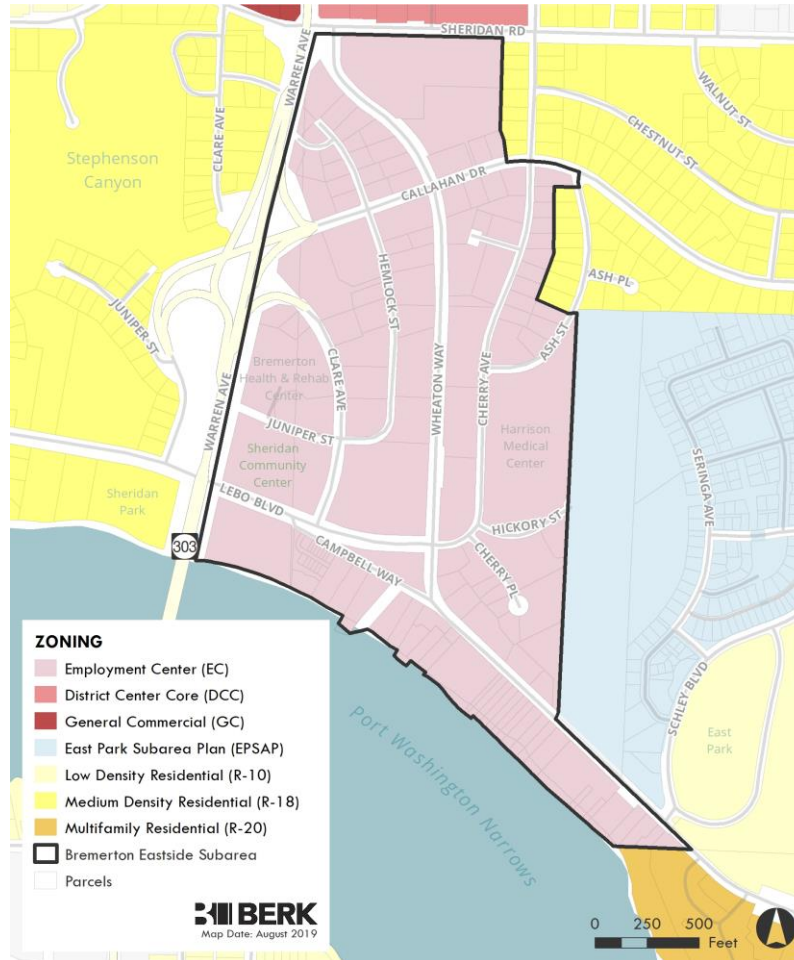 SHERIDAN RD
WARREN AVE
CLARE AVE
WALNUT ST
CHESTNUT ST
Stephenson
Canyon
CALLAHAN DR
HEMLOCK ST
ASH PL
JUNIPER ST
ASH ST
Bremerton
Health & Rehab
Center
CLARE AVE
WHEATON WAY
CHERRY AVE
WARREN AVE
JUNIPER ST
Harrison
Medical
Center
Sheridan
Community
Center
SERINGA AVE
Sheridan
Park
LEBO BLVD
HICKORY ST
303
CAMPBELL WAY
CHERRY PL
SCHLEY BLVD
East
Park
Port Washington Narrows
ZONING
Employment Center (EC)
District Center Core (DCC)
General Commercial (GC)
East Park Subarea Plan (EPSAP)
Low Density Residential (R-10)
Medium Density Residential (R-18)
Multifamily Residential (R-20)
Bremerton Eastside Subarea
Parcels
BERK
Map Date: August 2019
0 250 500
Feet